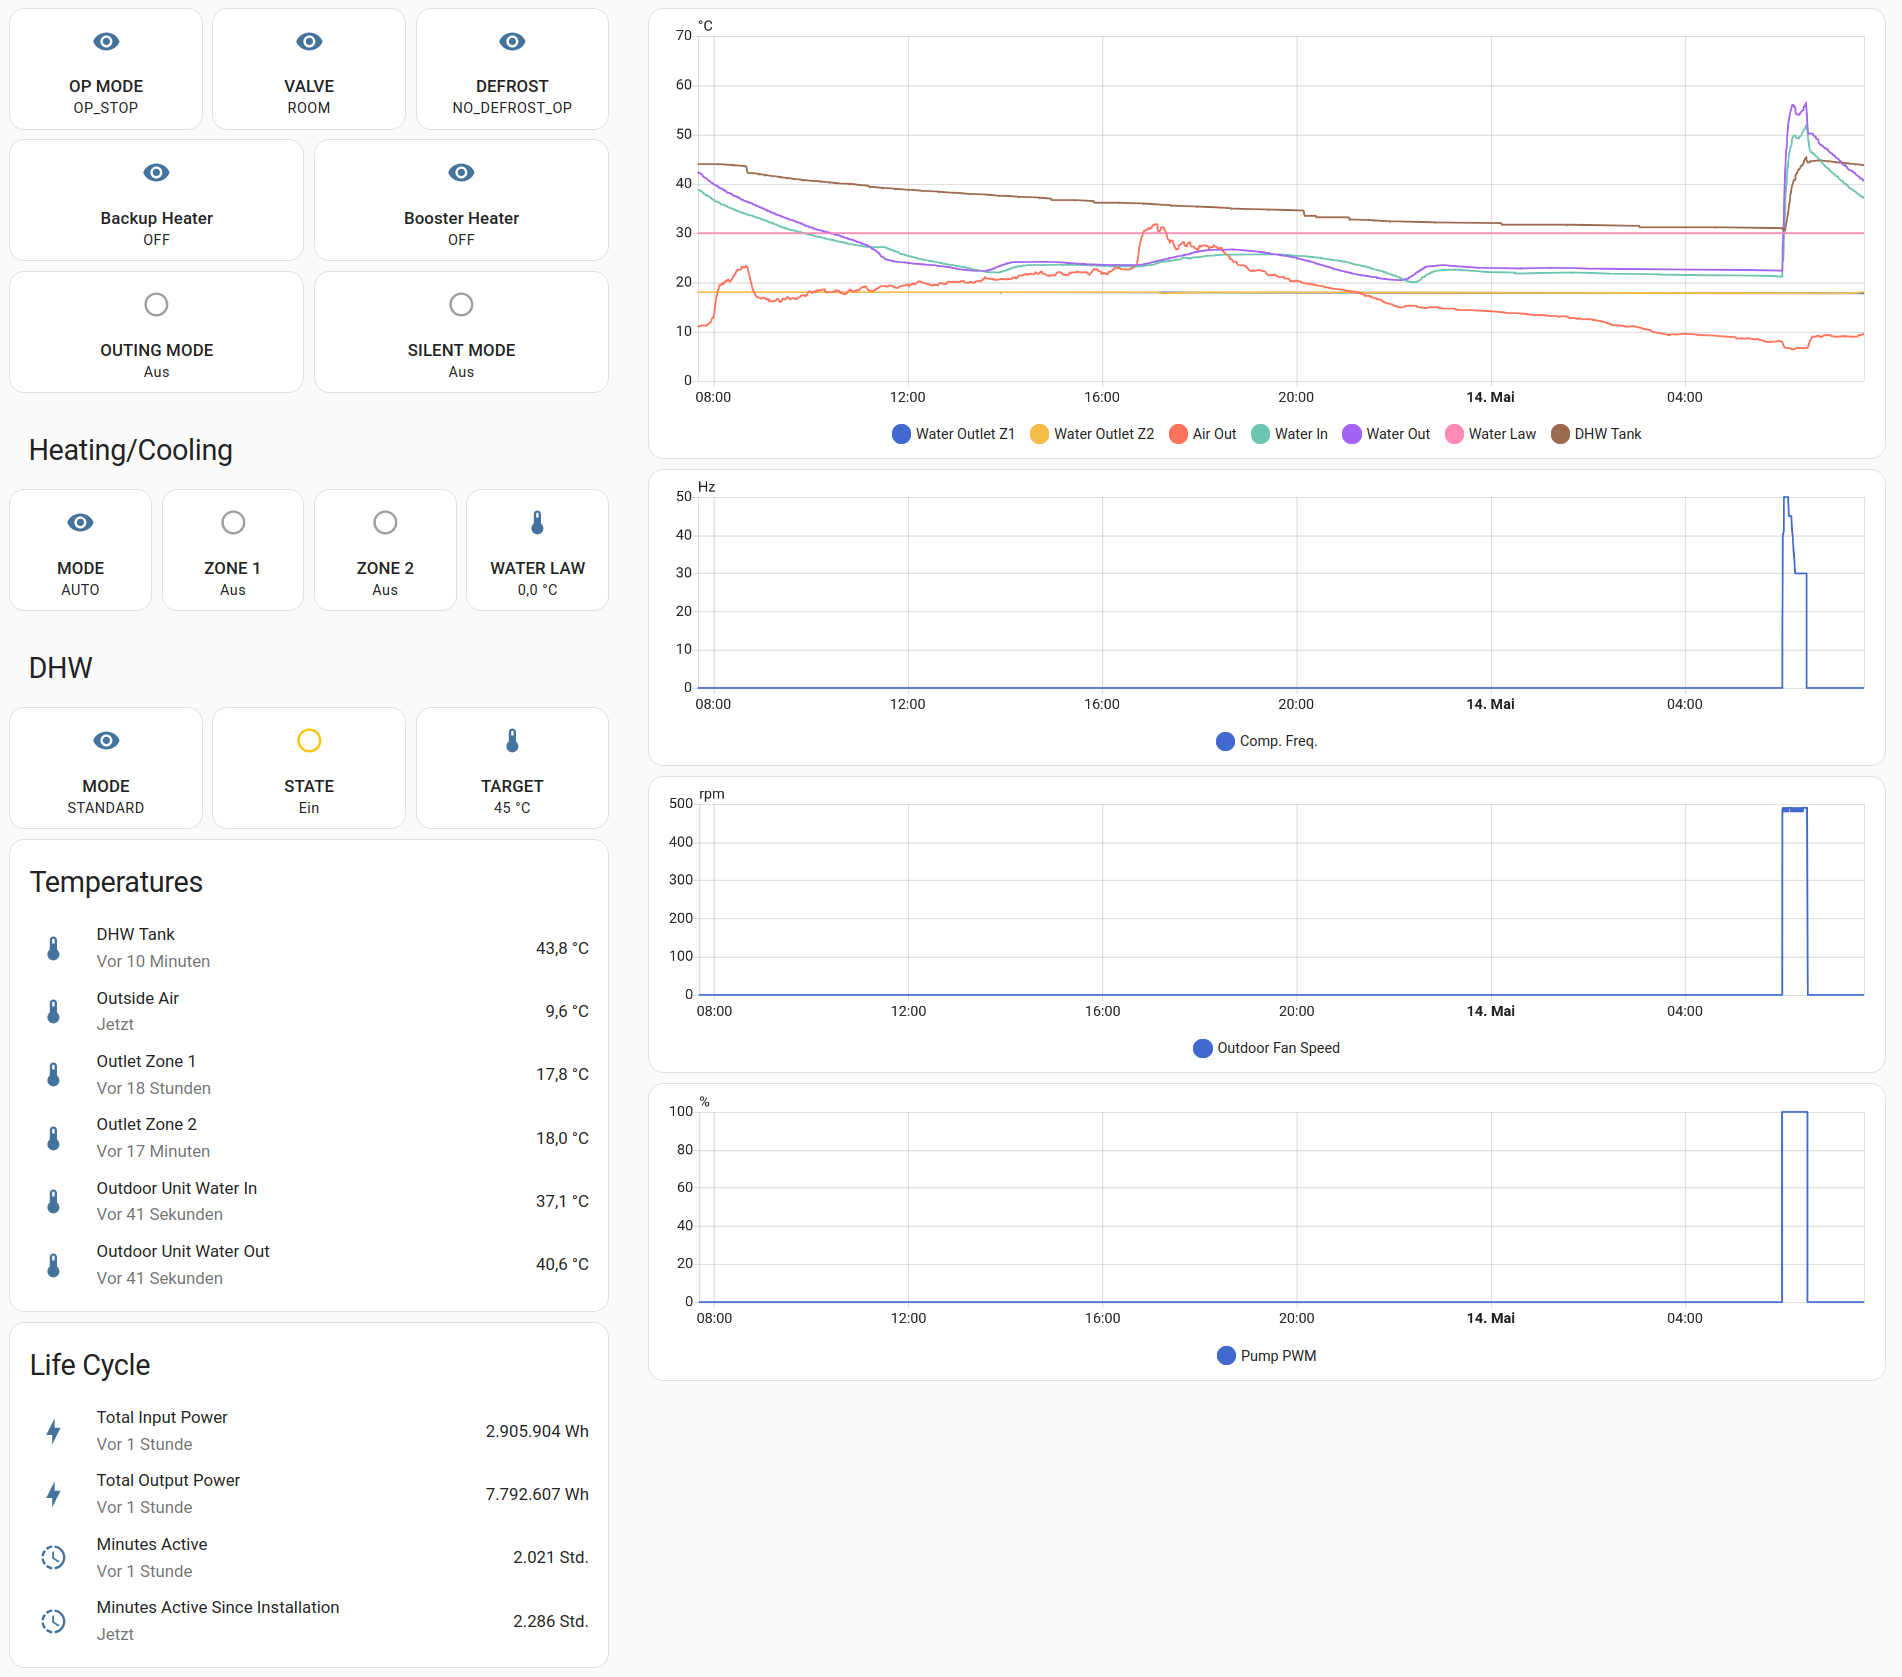 OP MODE
OP_STOP
VALVE
ROOM
DEFROST
NO_DEFROST_OP
Backup Heater
OFF
Booster Heater
OFF
OUTING MODE
Aus
SILENT MODE
Aus
Heating/Cooling
MODE
AUTO
ZONE 1
Aus
ZONE 2
Aus
WATER LAW
0,0 °C
DHW
MODE
STANDARD
STATE
Ein
TARGET
45 °C
Temperatures
DHW Tank
Vor 10 Minuten
43,8 °C
Outside Air
Jetzt
9,6 °C
Outlet Zone 1
Vor 18 Stunden
17,8 °C
Outlet Zone 2
Vor 17 Minuten
18,0 °C
Outdoor Unit Water In
Vor 41 Sekunden
37,1 °C
Outdoor Unit Water Out
Vor 41 Sekunden
40,6 °C
Life Cycle
Total Input Power
Vor 1 Stunde
2.905.904 Wh
Total Output Power
Vor 1 Stunde
7.792.607 Wh
Minutes Active
Vor 1 Stunde
2.021 Std.
Minutes Active Since Installation
Jetzt
2.286 Std.
°C
70
60
50
40
30
20
10
0
08:00 12:00 16:00 20:00 14. Mai 04:00
Water Outlet Z1 Water Outlet Z2 Air Out Water In Water Out Water Law DHW Tank
Hz
50
40
30
20
10
0
08:00 12:00 16:00 20:00 14. Mai 04:00
Comp. Freq.
rpm
500
400
300
200
100
0
08:00 12:00 16:00 20:00 14. Mai 04:00
Outdoor Fan Speed
%
100
80
60
40
20
0
08:00 12:00 16:00 20:00 14. Mai 04:00
Pump PWM